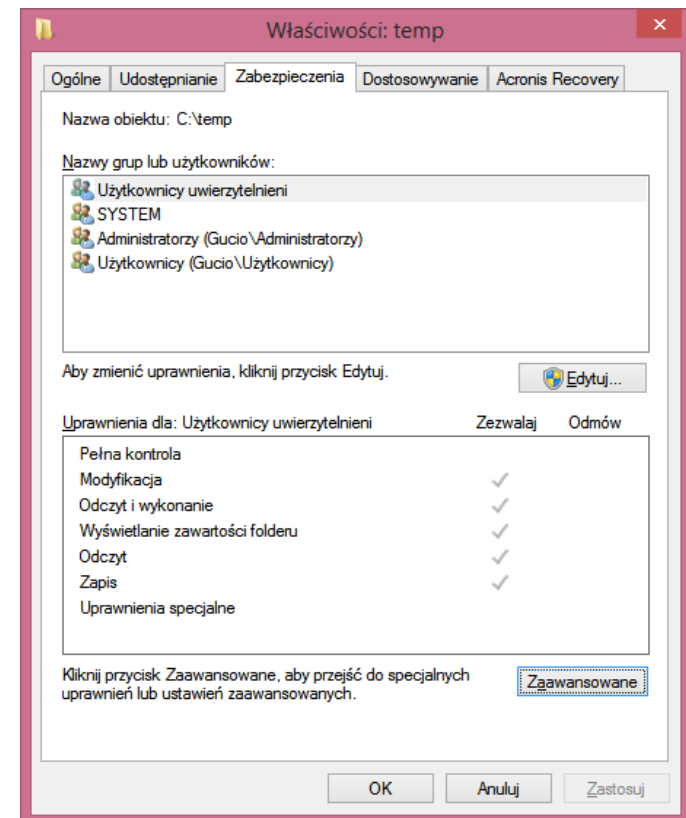 Właściwości: temp
Ogólne Udostępnianie Zabezpieczenia Dostosowywanie Acronis Recovery
Nazwa obiektu: C:\temp
Nazwy grup lub użytkowników:
Użytkownicy uwierzytelnieni
SYSTEM
Administratorzy (Gucio\Administratorzy)
Użytkownicy (Gucio\Użytkownicy)
Aby zmienić uprawnienia, kliknij przycisk Edytuj.
Edytuj...
Uprawnienia dla: Użytkownicy uwierzytelnieni Zezwalaj Odmów
Pełna kontrola
Modyfikacja
Odczyt i wykonanie
Wyświetlanie zawartości folderu
Odczyt
Zapis
Uprawnienia specjalne
Kliknij przycisk Zaawansowane, aby przejść do specjalnych
uprawnień lub ustawień zaawansowanych.
Zaawansowane
OK Anuluj Zastosuj